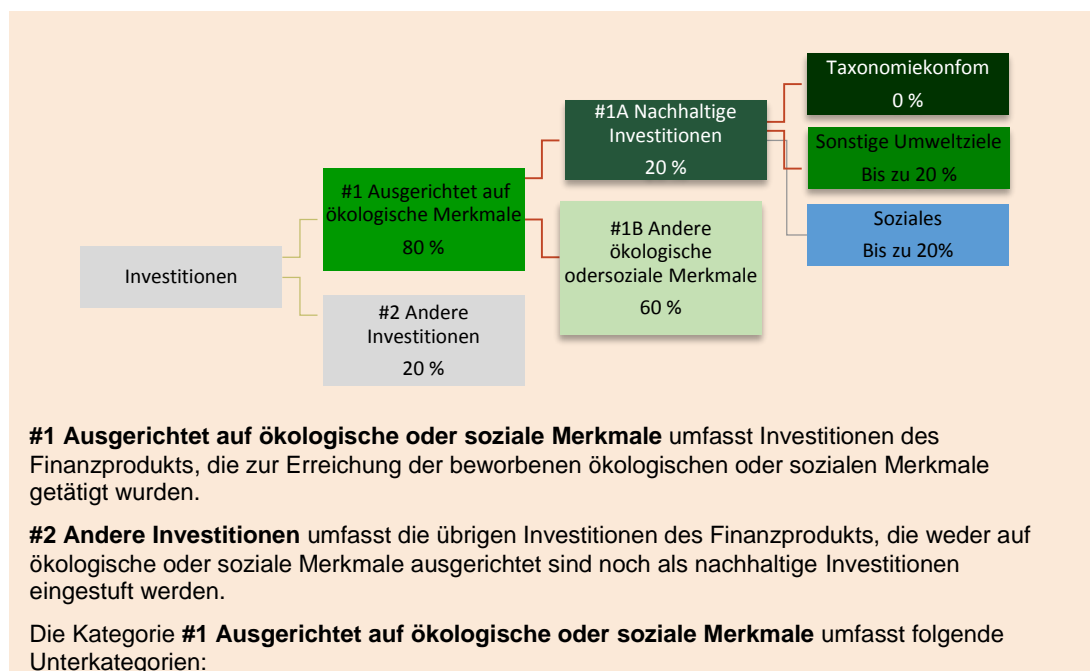 Investitionen
#1 Ausgerichtet auf
ökologische Merkmale
80 %
#2 Andere
Investitionen
20 %
#1A Nachhaltige
Investitionen
20 %
#1B Andere
ökologische
odersoziale Merkmale
60 %
Taxonomiekonfom
0 %
Sonstige Umweltziele
Bis zu 20 %
Soziales
Bis zu 20%
#1 Ausgerichtet auf ökologische oder soziale Merkmale umfasst Investitionen des
Finanzprodukts, die zur Erreichung der beworbenen ökologischen oder sozialen Merkmale
getätigt wurden.
#2 Andere Investitionen umfasst die übrigen Investitionen des Finanzprodukts, die weder auf
ökologische oder soziale Merkmale ausgerichtet sind noch als nachhaltige Investitionen
eingestuft werden.
Die Kategorie #1 Ausgerichtet auf ökologische oder soziale Merkmale umfasst folgende
Unterkategorien: